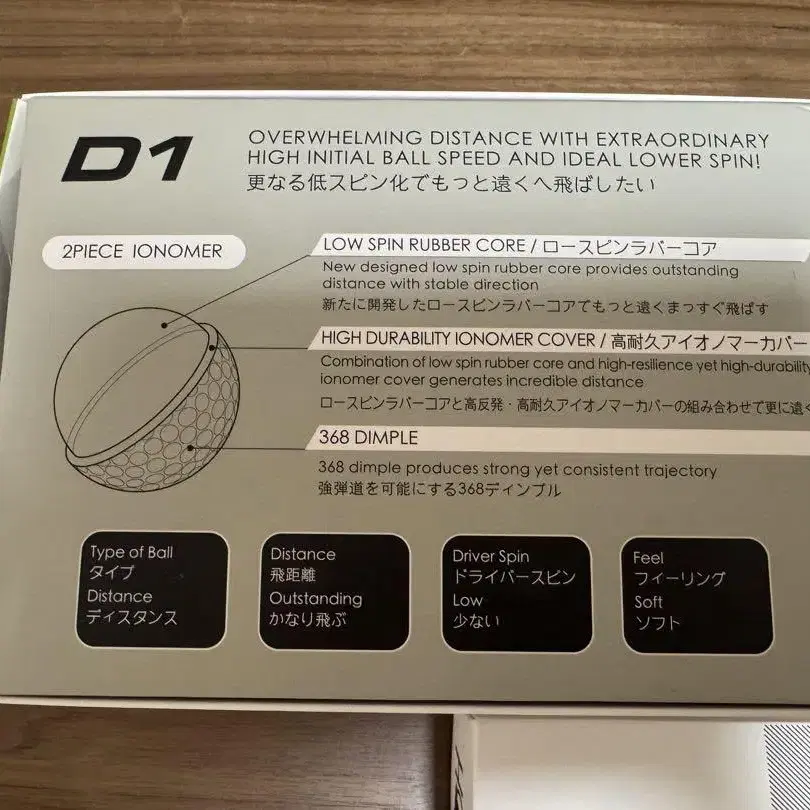 D1
OVERWHELMING DISTANCE WITH EXTRAORDINARY
HIGH INITIAL BALL SPEED AND IDEAL LOWER SPIN!
更なる低スピン化でもっと遠くへ飛ばしたい
2PIECE IONOMER
LOW SPIN RUBBER CORE / ロースピンラバーコア
New designed low spin rubber core provides outstanding
distance with stable direction
新たに開発したロースピンラバーコアでもっと遠くまっすぐ飛ばす
HIGH DURABILITY IONOMER COVER / 高耐久アイオノマーカバー
Combination of low spin rubber core and high-resilience yet high-durability
ionomer cover generates incredible distance
ロースピンラバーコアと高反発・高耐久アイオノマーカバーの組み合わせで更に遠く
368 DIMPLE
368 dimple produces strong yet consistent trajectory
強弾道を可能にする368ディンプル
Type of Ball
タイプ
Distance
ディスタンス
Distance
飛距離
Outstanding
かなり飛ぶ
Driver Spin
ドライバースピン
Low
少ない
Feel
フィーリング
Soft
ソフト